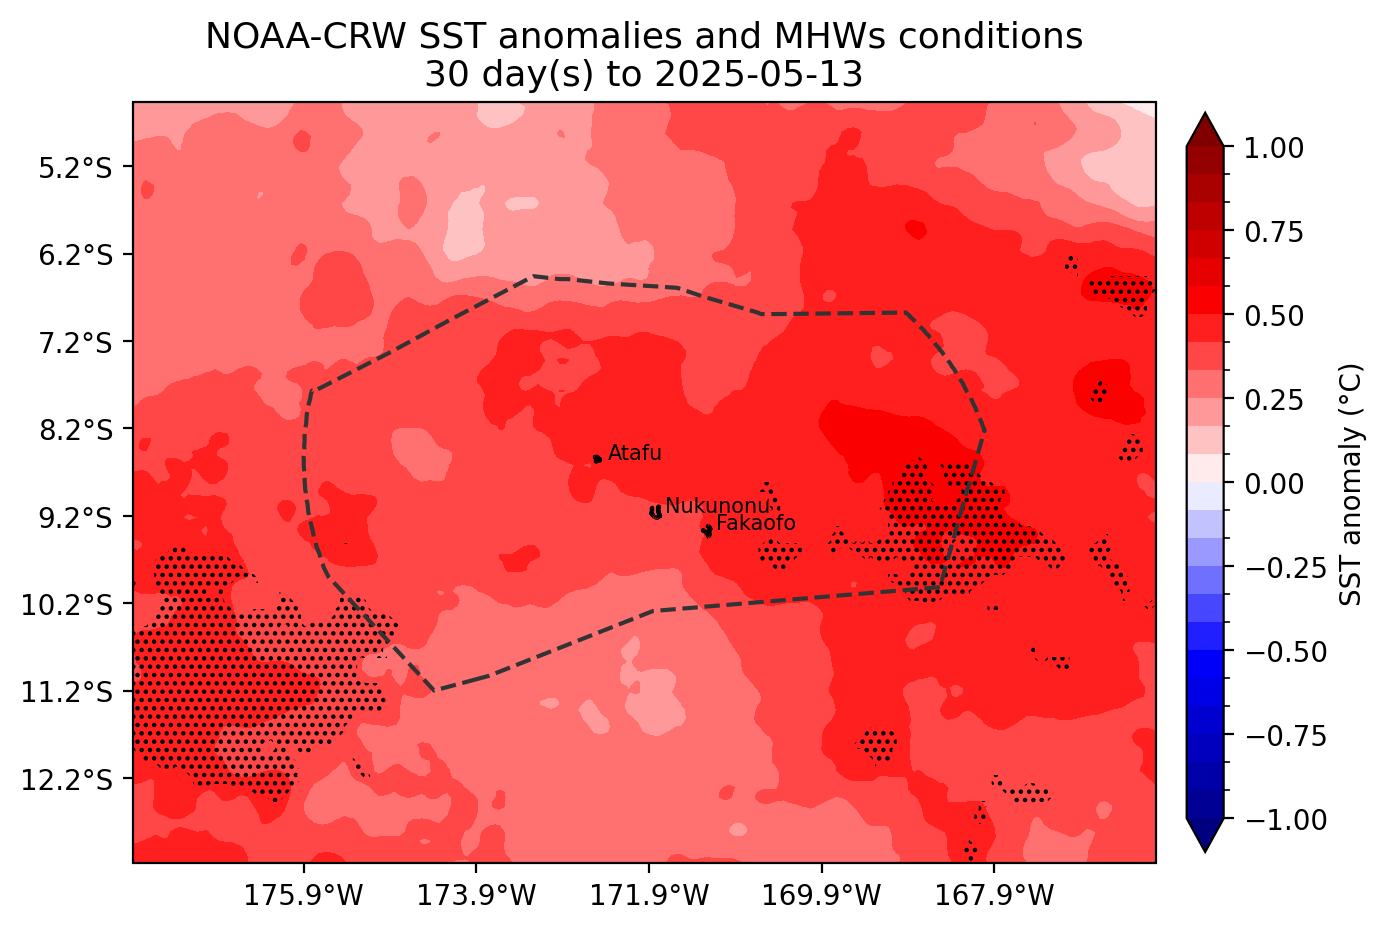 NOAA-CRW SST anomalies and MHWs conditions
30 day(s) to 2025-05-13
5.2°S
6.2°S
7.2°S
8.2°S
9.2°S
10.2°S
11.2°S
12.2°S
Atafu
Nukunonu
Fakaofo
175.9°W
173.9°W
171.9°W
169.9°W
167.9°W
1.00
0.75
0.50
0.25
0.00
−0.25
−0.50
−0.75
−1.00
SST anomaly (°C)